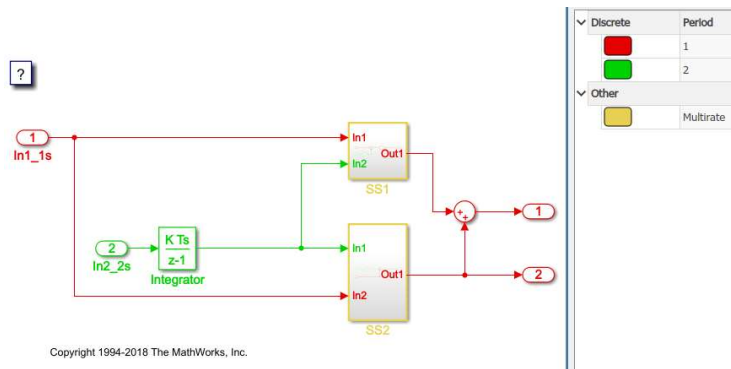 Discrete Period
1
2
Other
Multirate
?
1
In1_1s
In1
Out1
In2
SS1
1
2
In2_2s
K Ts
z-1
Integrator
In1
Out1
In2
SS2
2
Copyright 1994-2018 The MathWorks, Inc.